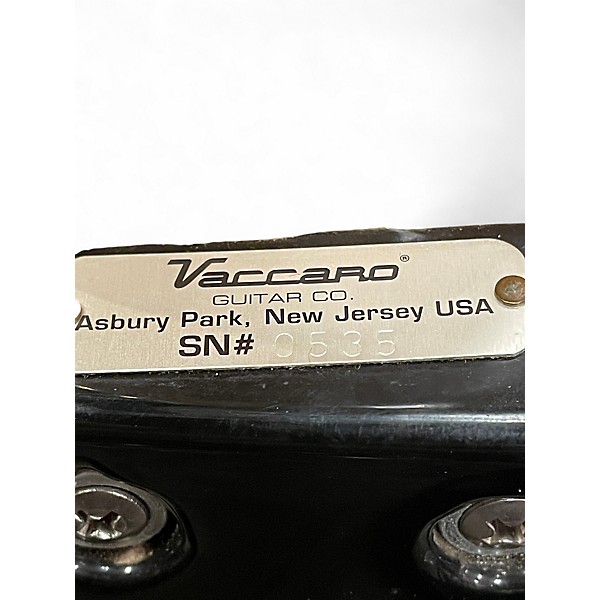 Vaccaro®
GUITAR CO.
Asbury Park, New Jersey USA
SN# 0535